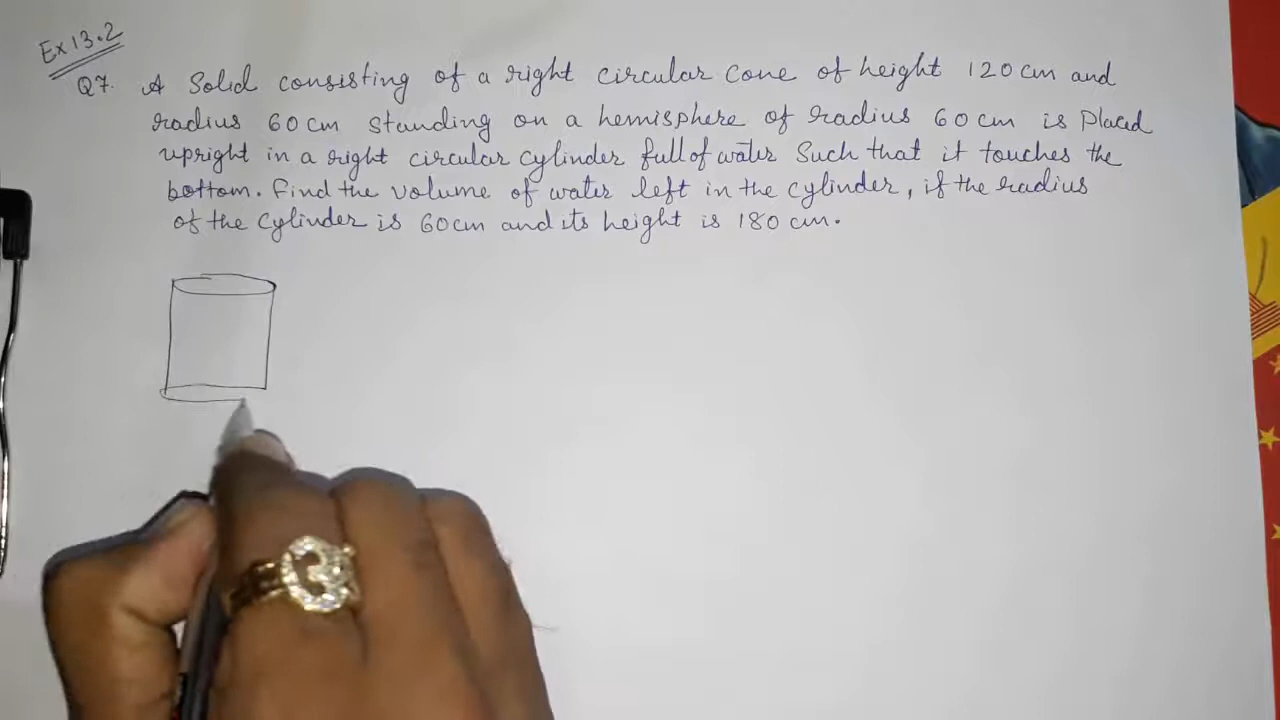 Ex 13.2
Q7. A Solid consisting of a right circular cone of height 120 cm and
radius 60 cm standing on a hemisphere of radius 60 cm is Placed
upright in a right circular cylinder full of water Such that it touches the
bottom. Find the volume of water left in the cylinder, if the radius
of the cylinder is 60 cm and its height is 180 cm.